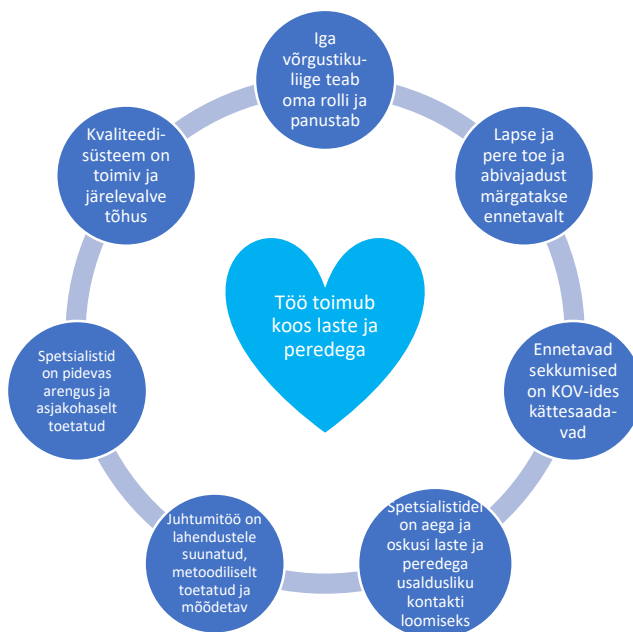 Iga
võrgustiku-
liige teab
oma rolli ja
panustab
Lapse ja
pere toe ja
abivajadust
märgatakse
ennetavalt
Ennetavad
sekkumised
on KOV-ides
kättesaada-
vad
Spetsialistidel
on aega ja
oskusi laste ja
peredega
usaldusliku
kontakti
loomiseks
Juhtumitöö on
lahendustele
suunatud,
metoodiliselt
toetatud ja
mõõdetav
Spetsialistid
on pidevas
arengus ja
asjakohaselt
toetatud
Kvaliteedi-
süsteem on
toimiv ja
järelevalve
tõhus
Töö toimub
koos laste ja
peredega